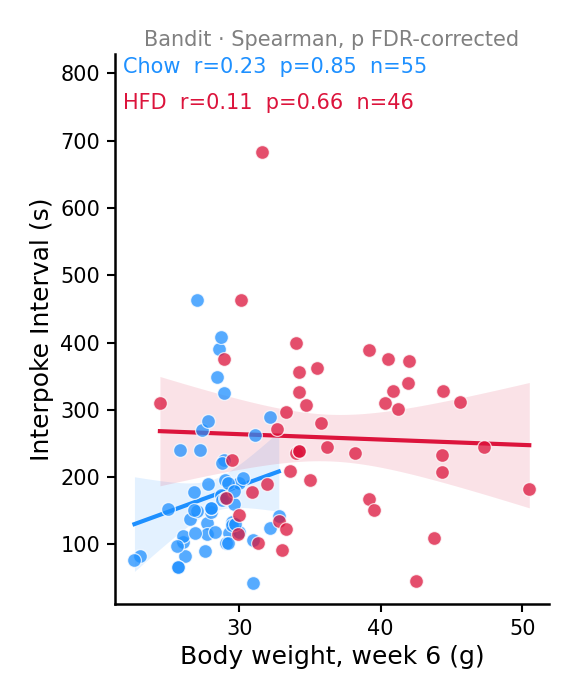 Bandit · Spearman, p FDR-corrected
Chow r=0.23 p=0.85 n=55
HFD r=0.11 p=0.66 n=46
800
700
600
500
400
300
200
100
Interpoke Interval (s)
30 40 50
Body weight, week 6 (g)